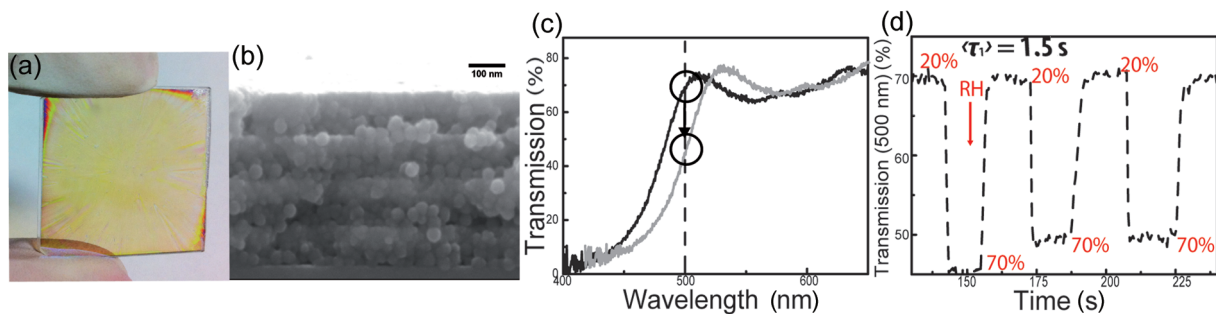 (a)
(b)
100 nm
(c)
Transmission (%)
80
60
40
20
0
400
500
600
Wavelength (nm)
(d)
⟨τ₁⟩ = 1.5 s
Transmission (500 nm) (%)
70
60
50
20%
RH
70%
20%
70%
20%
70%
150
175
200
225
Time (s)